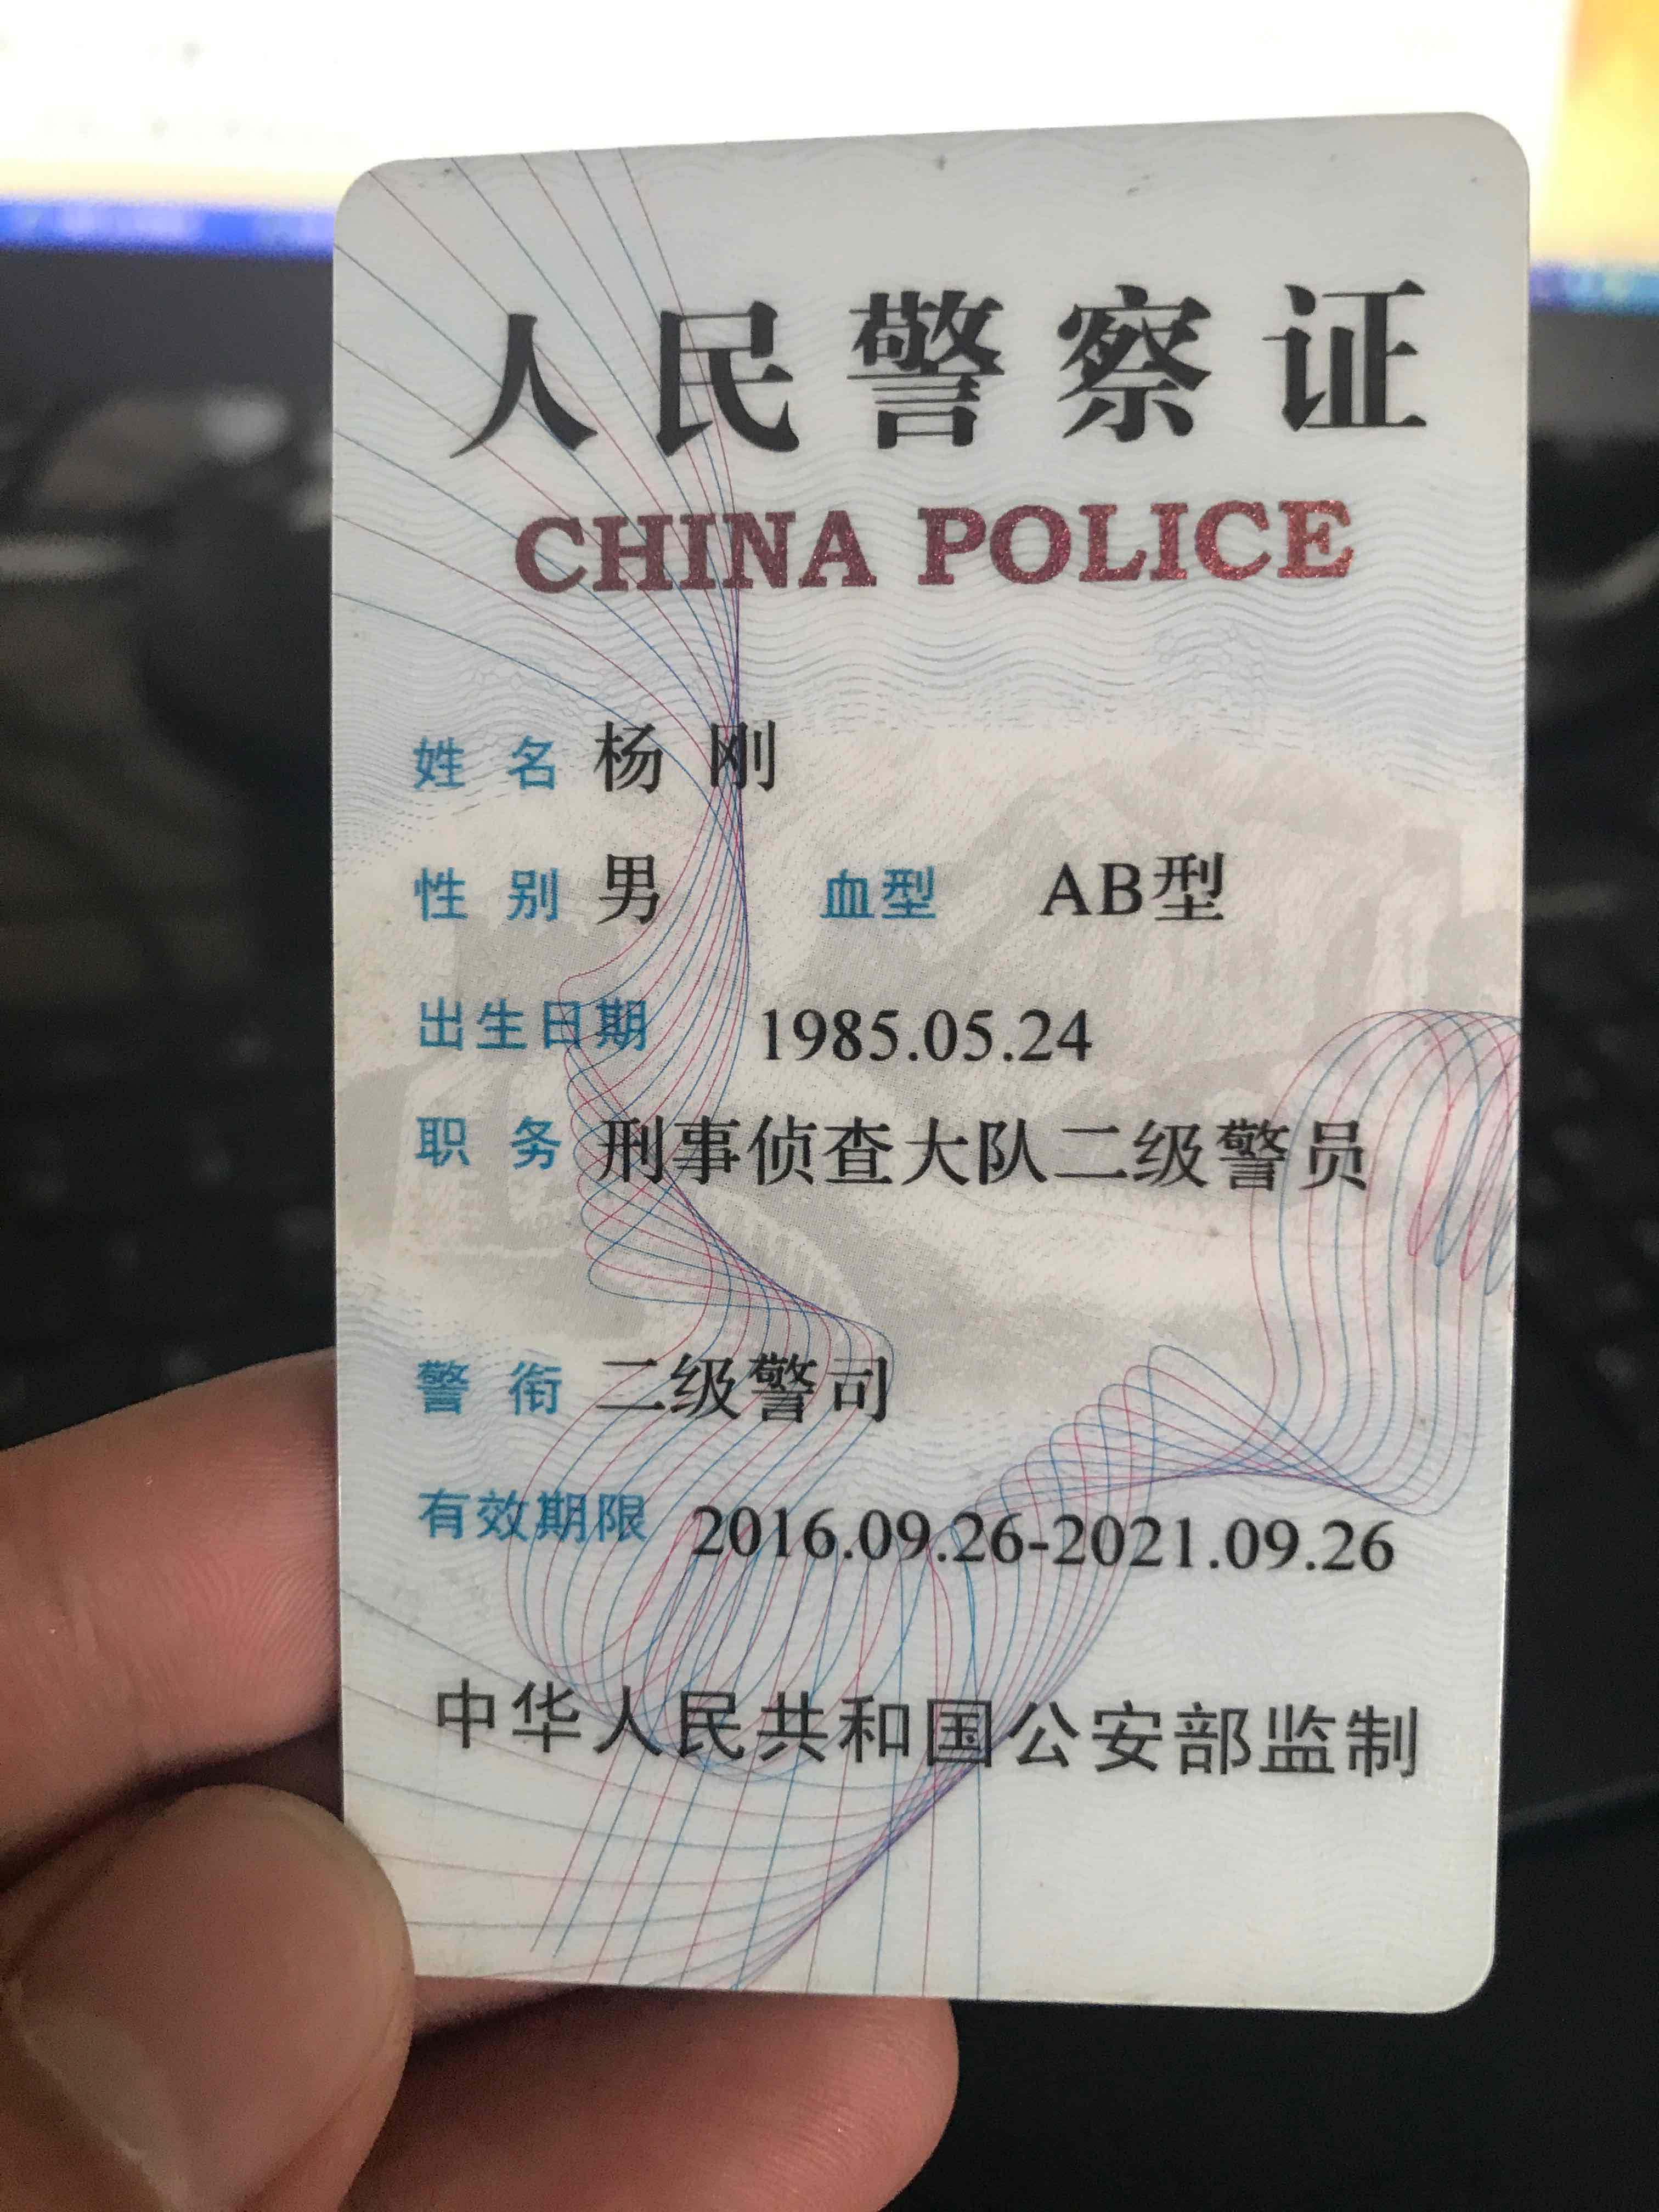 人民警察证
CHINA POLICE
姓 名 杨 刚
性 别 男 血型 AB型
出生日期 1985.05.24
职 务 刑事侦查大队二级警员
警 衔 二级警司
有效期限 2016.09.26-2021.09.26
中华人民共和国公安部监制